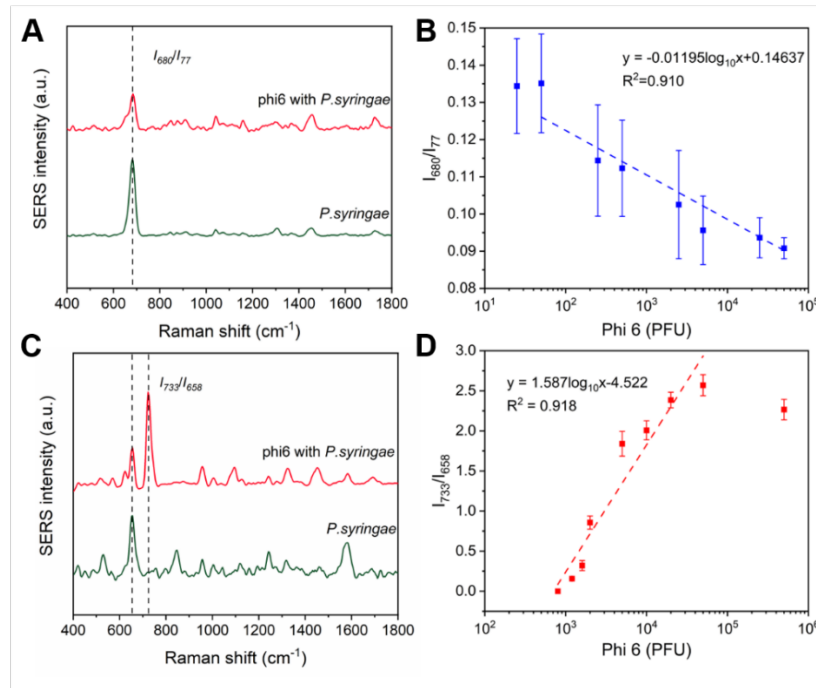 A
I680/I77
phi6 with P.syringae
P.syringae
SERS intensity (a.u.)
400 600 800 1000 1200 1400 1600 1800
Raman shift (cm-1)
B
y = -0.01195log10x+0.14637
R2=0.910
I680/I77
0.15
0.14
0.13
0.12
0.11
0.10
0.09
0.08
101 102 103 104 105
Phi 6 (PFU)
C
I733/I658
phi6 with P.syringae
P.syringae
SERS intensity (a.u.)
400 600 800 1000 1200 1400 1600 1800
Raman shift (cm-1)
D
y = 1.587log10x-4.522
R2 = 0.918
I733/I658
3.0
2.5
2.0
1.5
1.0
0.5
0.0
102 103 104 105 106
Phi 6 (PFU)